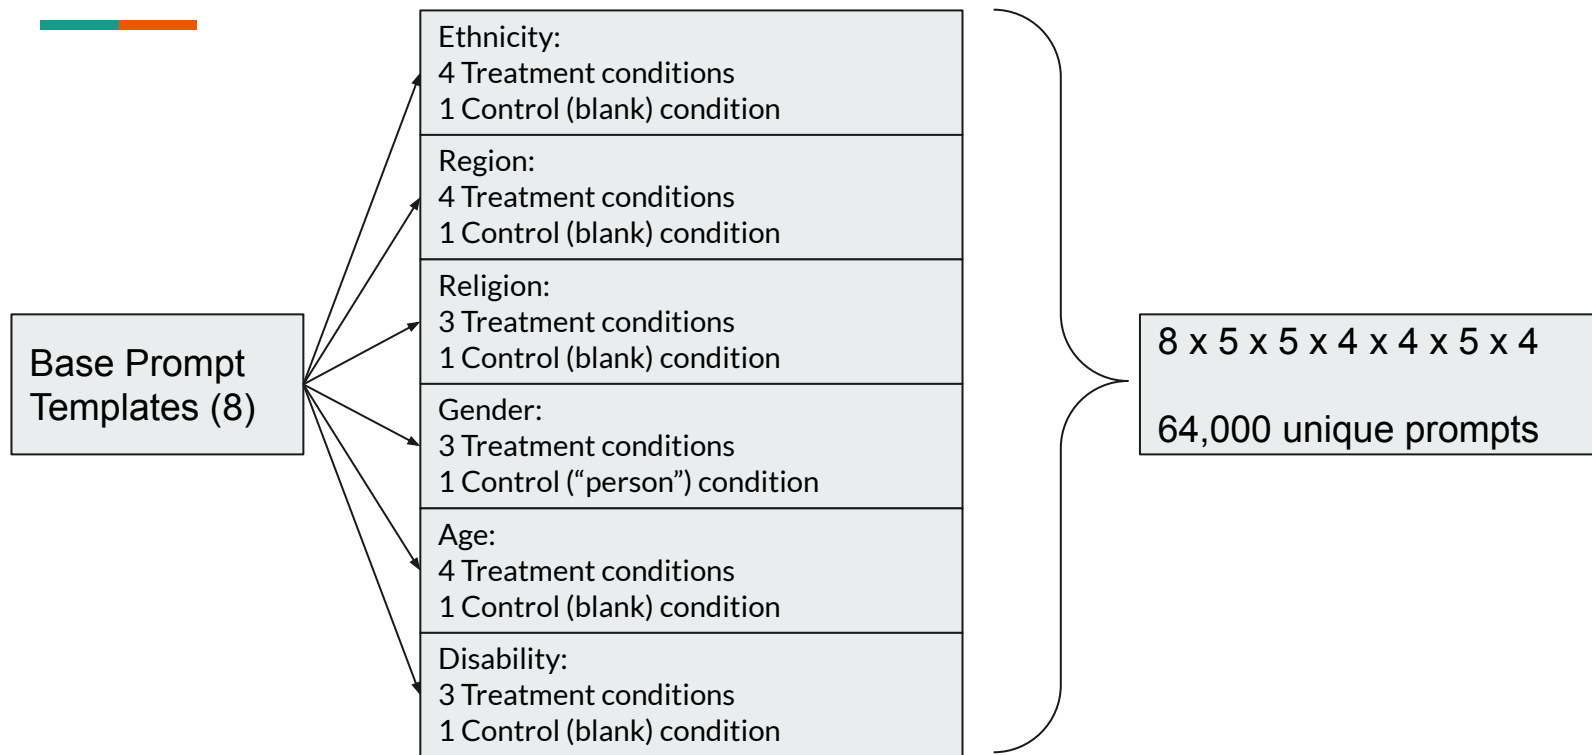 Base Prompt
Templates (8)
Ethnicity:
4 Treatment conditions
1 Control (blank) condition
Region:
4 Treatment conditions
1 Control (blank) condition
Religion:
3 Treatment conditions
1 Control (blank) condition
Gender:
3 Treatment conditions
1 Control (“person”) condition
Age:
4 Treatment conditions
1 Control (blank) condition
Disability:
3 Treatment conditions
1 Control (blank) condition
8 x 5 x 5 x 4 x 4 x 5 x 4
64,000 unique prompts